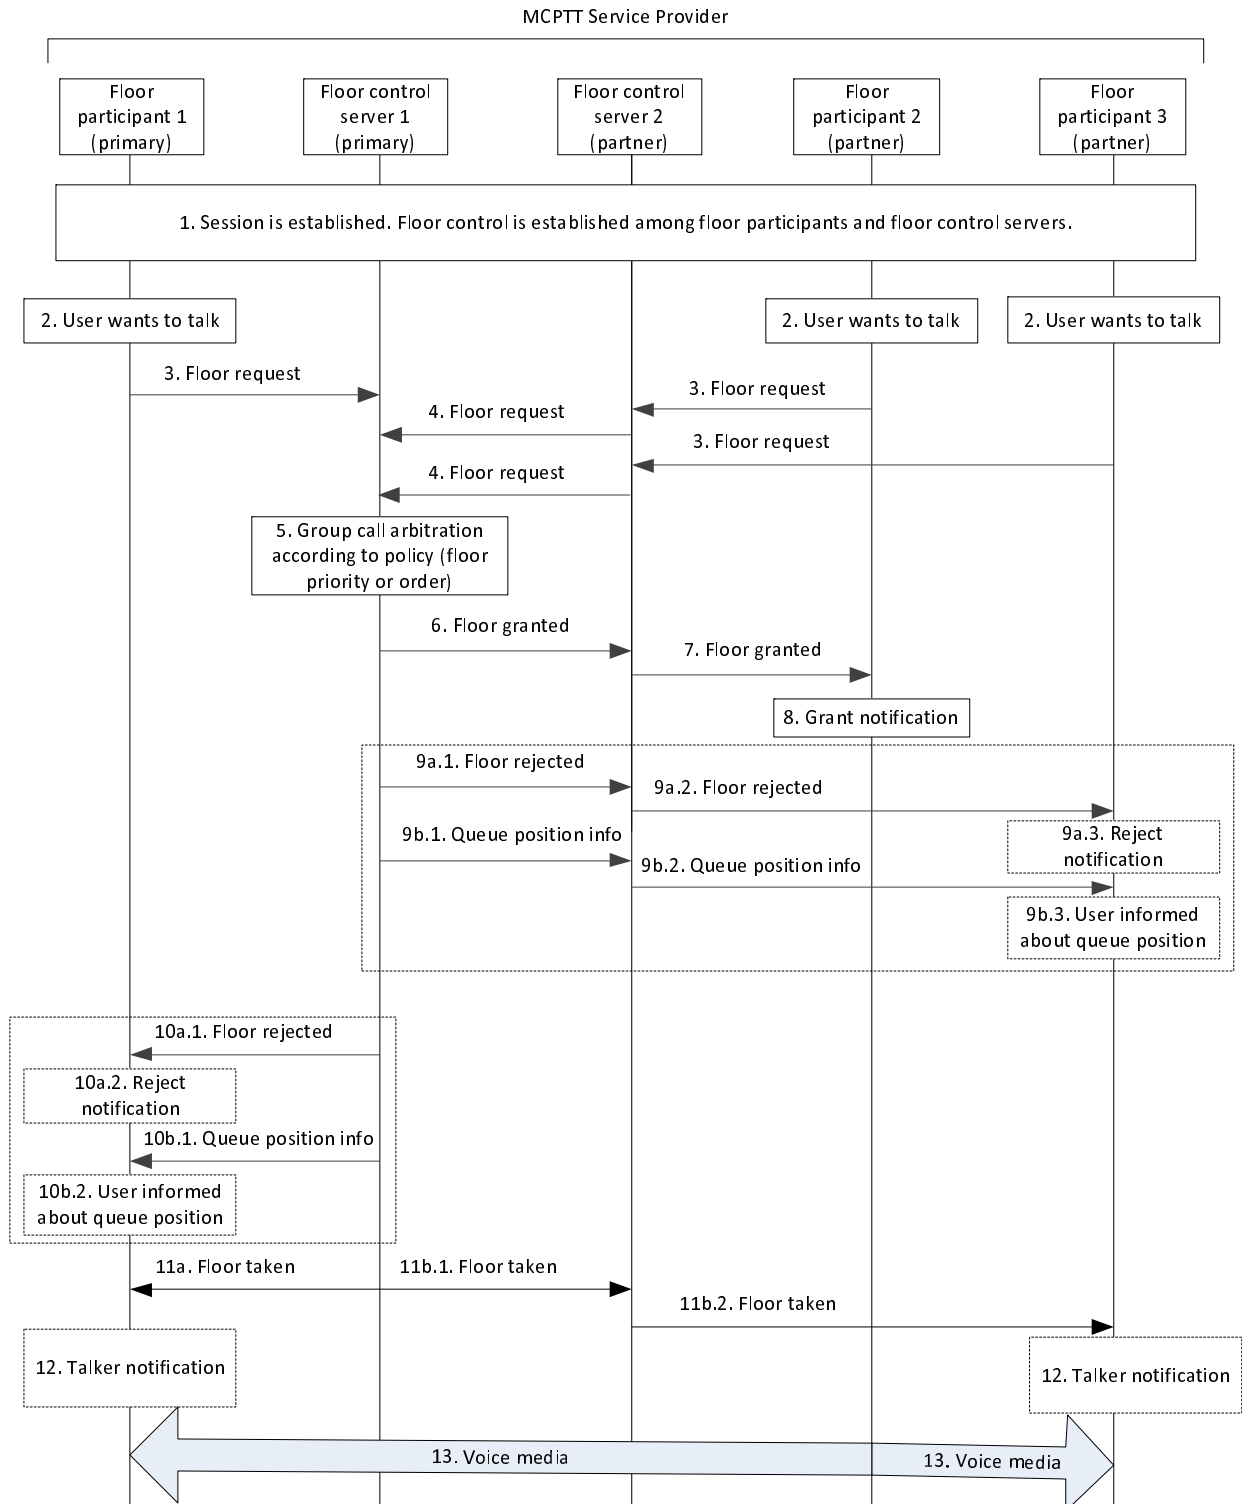 MCPTT Service Provider
Floor
participant 1
(primary)
Floor control
server 1
(primary)
Floor control
server 2
(partner)
Floor
participant 2
(partner)
Floor
participant 3
(partner)
1. Session is established. Floor control is established among floor participants and floor control servers.
2. User wants to talk
2. User wants to talk
2. User wants to talk
3. Floor request
3. Floor request
4. Floor request
3. Floor request
4. Floor request
5. Group call arbitration
according to policy (floor
priority or order)
6. Floor granted
7. Floor granted
8. Grant notification
9a.1. Floor rejected
9a.2. Floor rejected
9a.3. Reject
notification
9b.1. Queue position info
9b.2. Queue position info
9b.3. User informed
about queue position
10a.1. Floor rejected
10a.2. Reject
notification
10b.1. Queue position info
10b.2. User informed
about queue position
11a. Floor taken
11b.1. Floor taken
11b.2. Floor taken
12. Talker notification
12. Talker notification
13. Voice media
13. Voice media